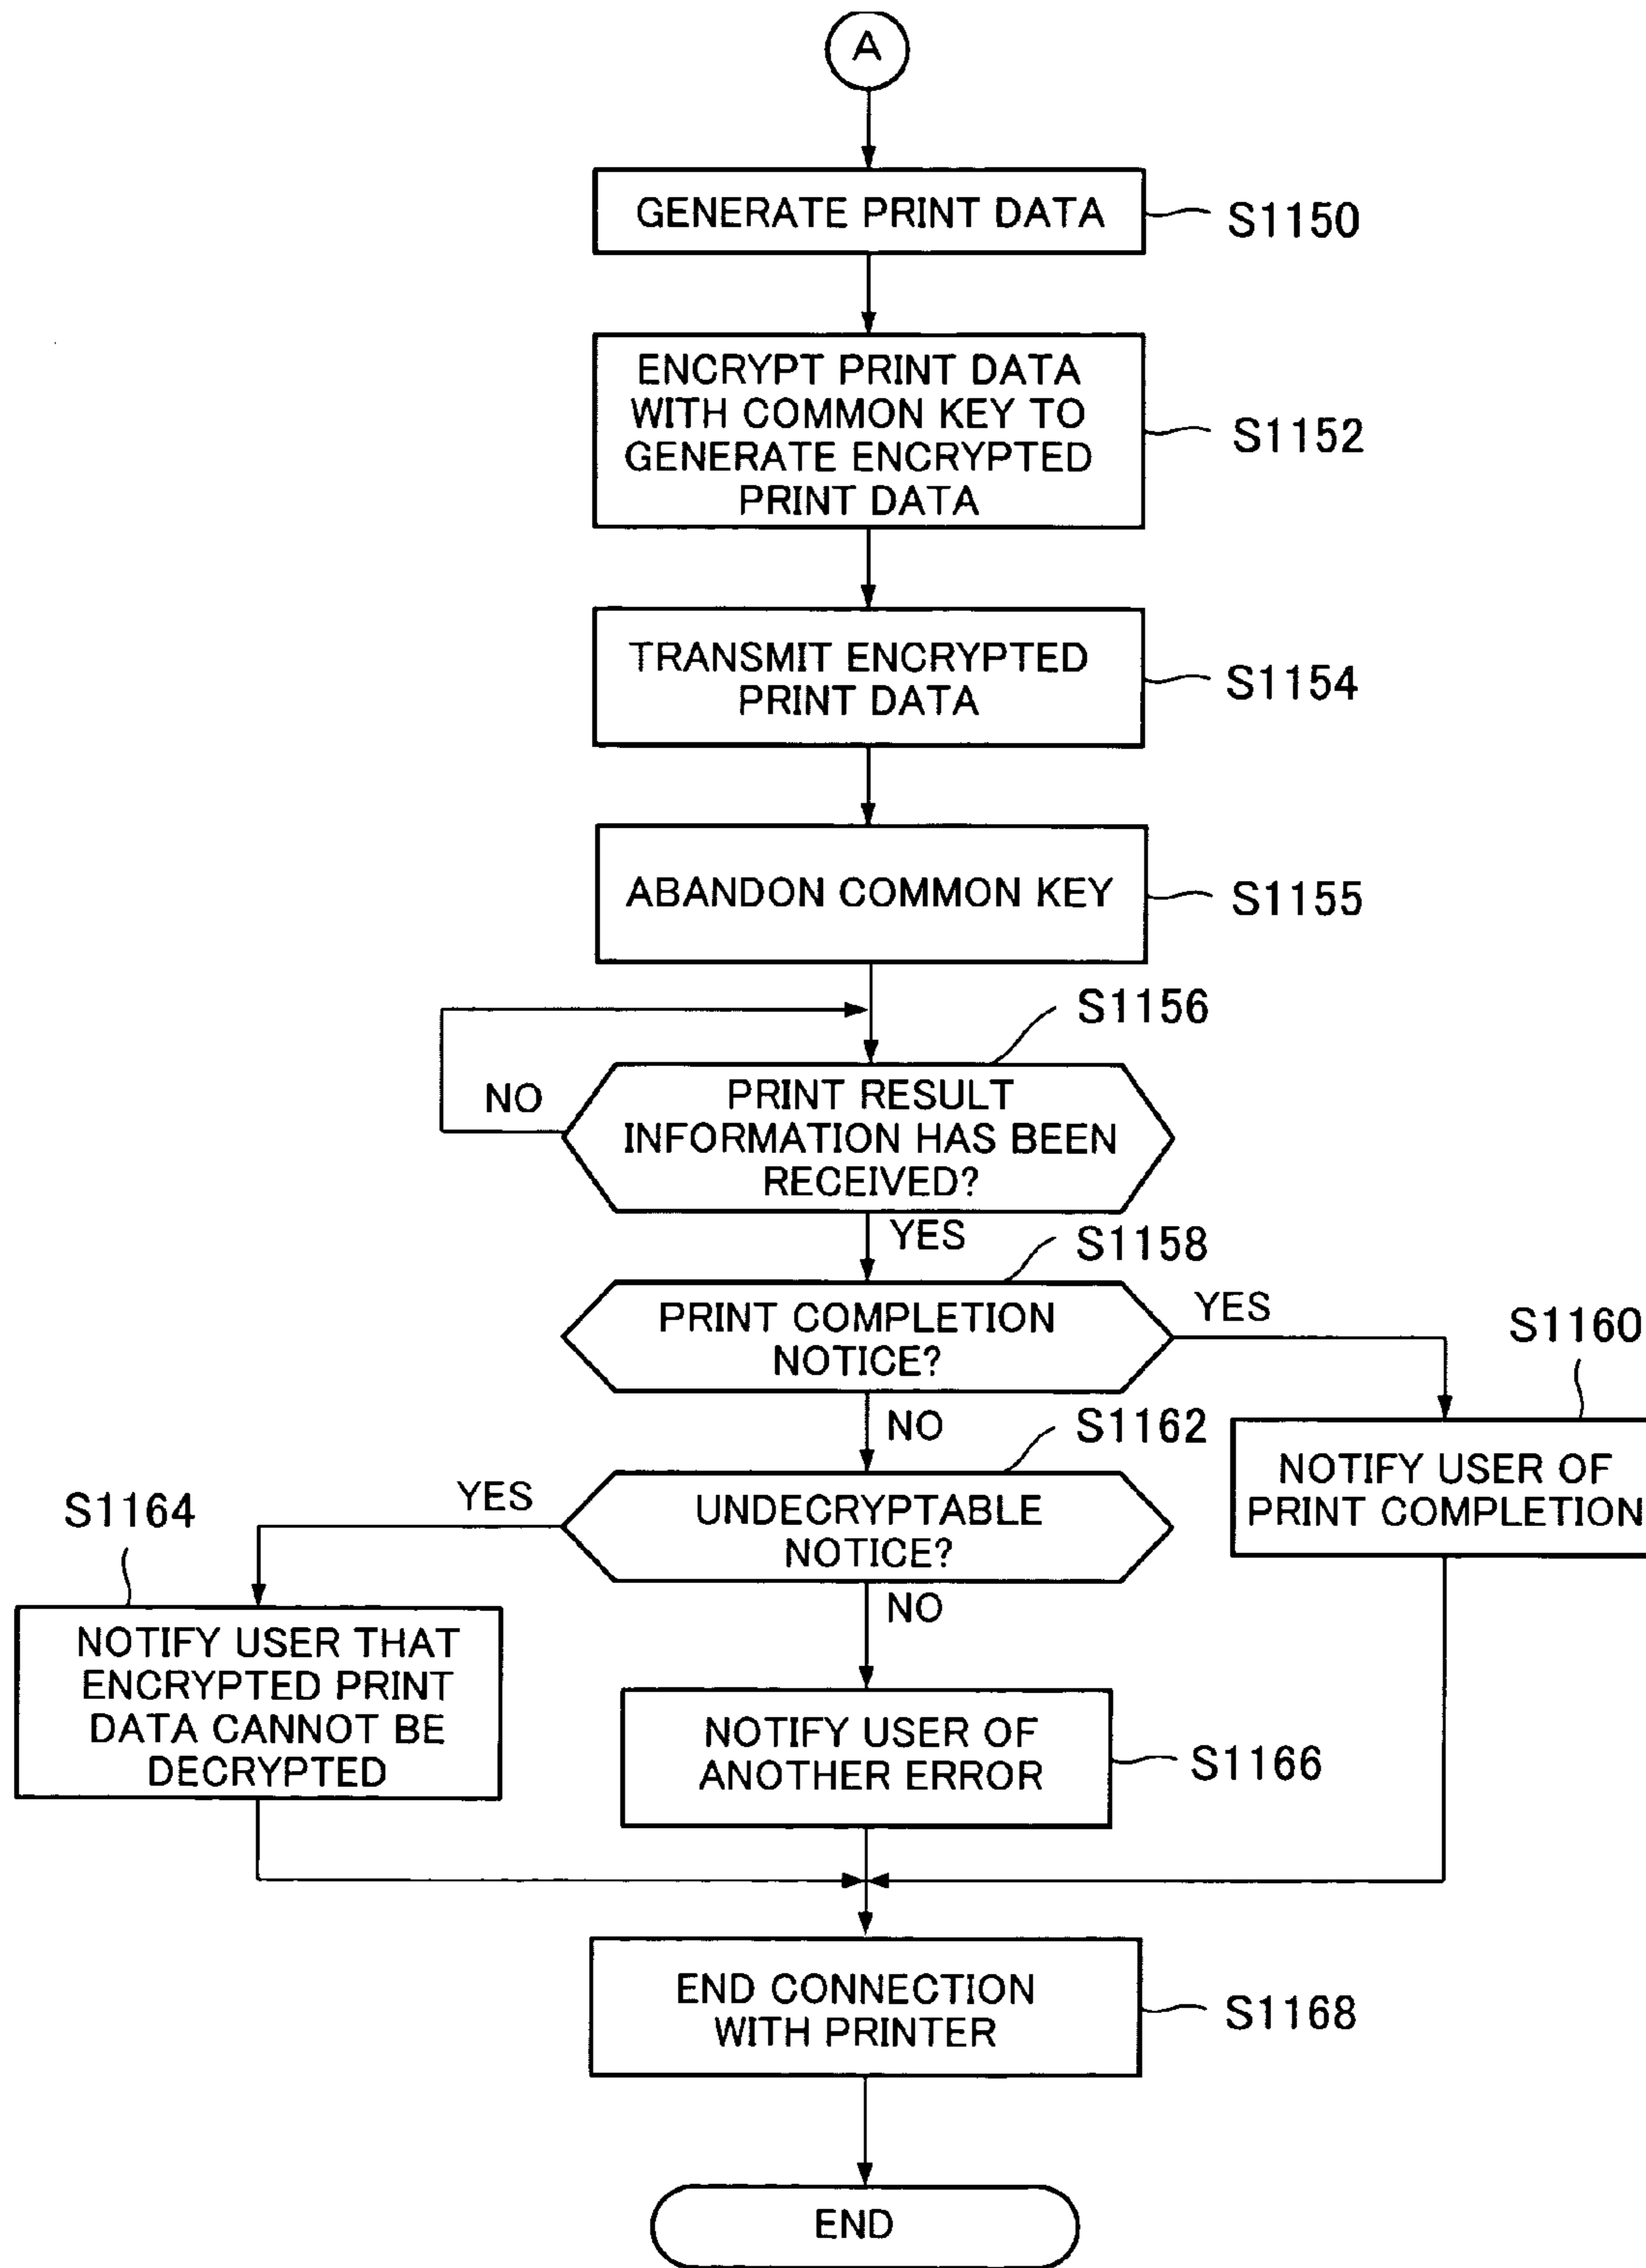 A
GENERATE PRINT DATA
S1150
ENCRYPT PRINT DATA
WITH COMMON KEY TO
GENERATE ENCRYPTED
PRINT DATA
S1152
TRANSMIT ENCRYPTED
PRINT DATA
S1154
ABANDON COMMON KEY
S1155
S1156
NO
PRINT RESULT
INFORMATION HAS BEEN
RECEIVED?
YES
S1158
PRINT COMPLETION
NOTICE?
YES
S1160
NOTIFY USER OF
PRINT COMPLETION
NO
S1162
UNDECRYPTABLE
NOTICE?
YES
S1164
NOTIFY USER THAT
ENCRYPTED PRINT
DATA CANNOT BE
DECRYPTED
NO
NOTIFY USER OF
ANOTHER ERROR
S1166
END CONNECTION
WITH PRINTER
S1168
END